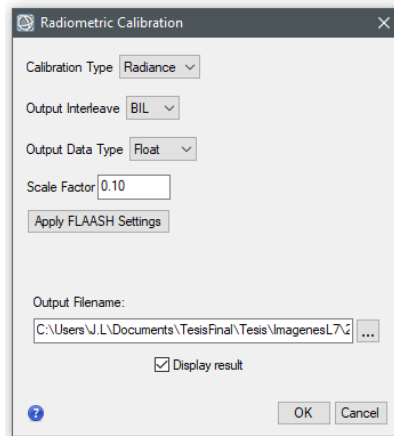 Radiometric Calibration
Calibration Type Radiance
Output Interleave BIL
Output Data Type Float
Scale Factor 0.10
Apply FLAASH Settings
Output Filename:
C:\Users\J.L\Documents\TesisFinal\Tesis\ImagenesL7\2 ...
Display result
? OK Cancel